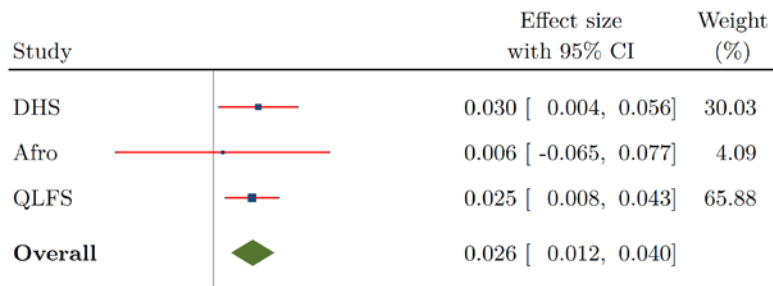 Effect size Weight
Study with 95% CI (%)
DHS 0.030 [ 0.004, 0.056] 30.03
Afro 0.006 [ -0.065, 0.077] 4.09
QLFS 0.025 [ 0.008, 0.043] 65.88
Overall 0.026 [ 0.012, 0.040]